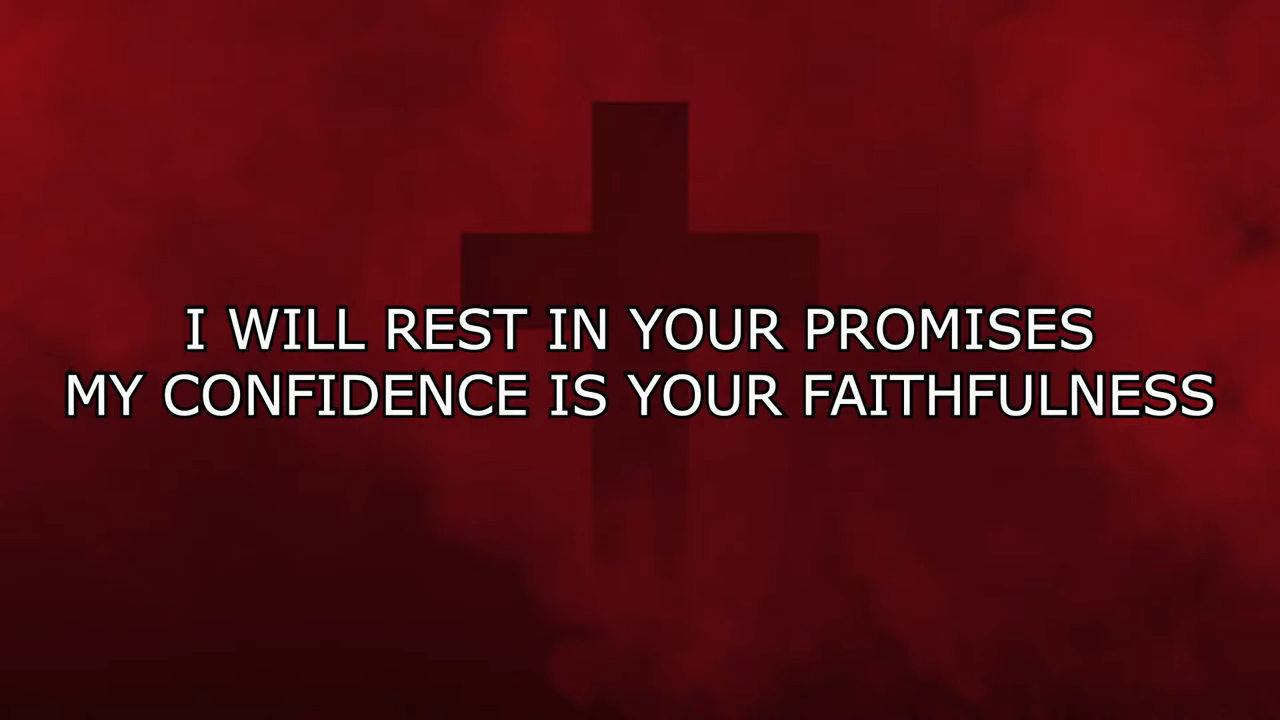 I WILL REST IN YOUR PROMISES
MY CONFIDENCE IS YOUR FAITHFULNESS